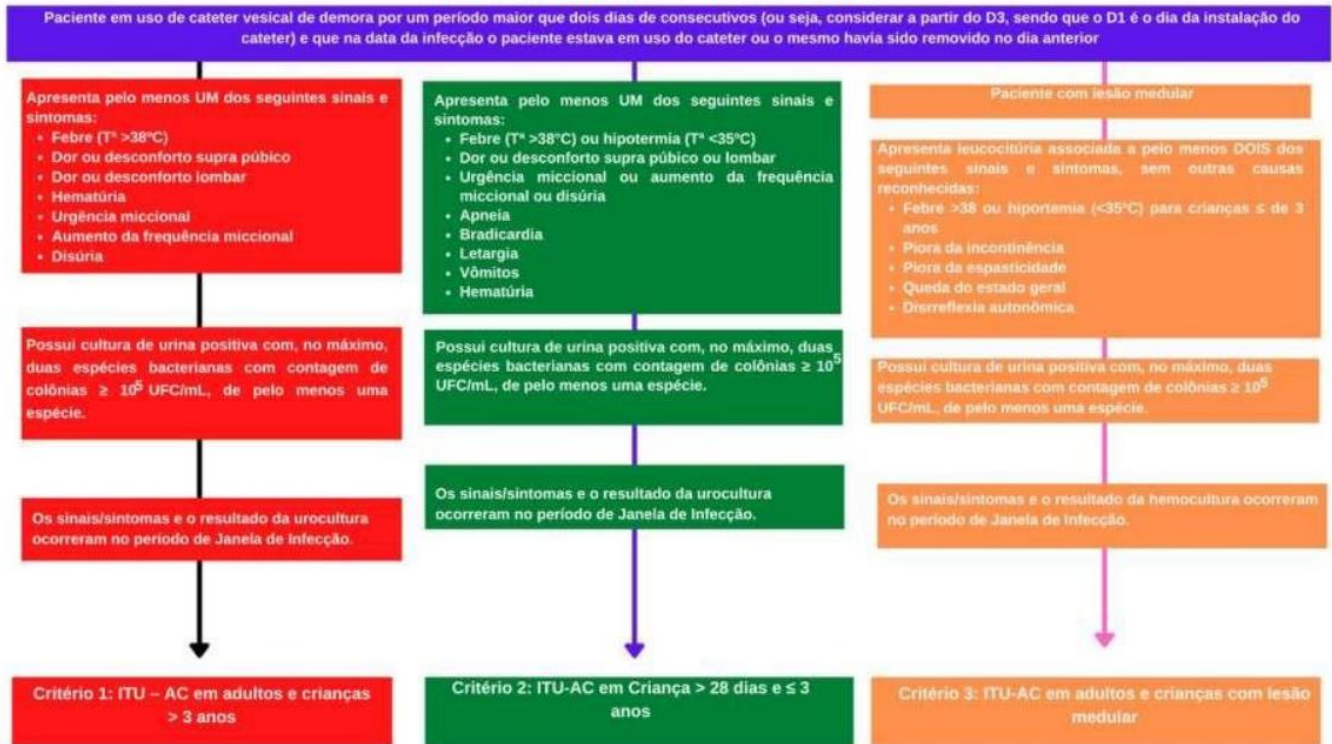 Paciente em uso de cateter vesical de demora por um período maior que dois dias de consecutivos (ou seja, considerar a partir do D3, sendo que o D1 é o dia da instalação do
cateter) e que na data da infecção o paciente estava em uso do cateter ou o mesmo havia sido removido no dia anterior
Apresenta pelo menos UM dos seguintes sinais e
sintomas:
• Febre (Tª >38ºC)
• Dor ou desconforto supra púbico
• Dor ou desconforto lombar
• Hematúria
• Urgência miccional
• Aumento da frequência miccional
• Disúria
Possui cultura de urina positiva com, no máximo,
duas espécies bacterianas com contagem de
colônias ≥ 10⁵ UFC/mL, de pelo menos uma
espécie.
Os sinais/sintomas e o resultado da urocultura
ocorreram no período de Janela de Infecção.
Critério 1: ITU – AC em adultos e crianças
> 3 anos
Apresenta pelo menos UM dos seguintes sinais e
sintomas:
• Febre (Tª >38°C) ou hipotermia (Tª <35ºC)
• Dor ou desconforto supra púbico ou lombar
• Urgência miccional ou aumento da frequência
miccional ou disúria
• Apneia
• Bradicardia
• Letargia
• Vômitos
• Hematúria
Possui cultura de urina positiva com, no máximo, duas
espécies bacterianas com contagem de colônias ≥ 10⁵
UFC/mL, de pelo menos uma espécie.
Os sinais/sintomas e o resultado da urocultura
ocorreram no período de Janela de Infecção.
Critério 2: ITU-AC em Criança > 28 dias e ≤ 3
anos
Paciente com lesão medular
Apresenta leucocitúria associada a pelo menos DOIS dos
seguintes sinais e sintomas, sem outras causas
reconhecidas:
• Febre >38 ou hiportemia (<35ºC) para crianças ≤ de 3
anos
• Piora da incontinência
• Piora da espasticidade
• Queda do estado geral
• Disrreflexia autonômica
Possui cultura de urina positiva com, no máximo, duas
espécies bacterianas com contagem de colônias ≥ 10⁵
UFC/mL, de pelo menos uma espécie.
Os sinais/sintomas e o resultado da hemocultura ocorreram
no período de Janela de Infecção.
Critério 3: ITU-AC em adultos e crianças com lesão
medular